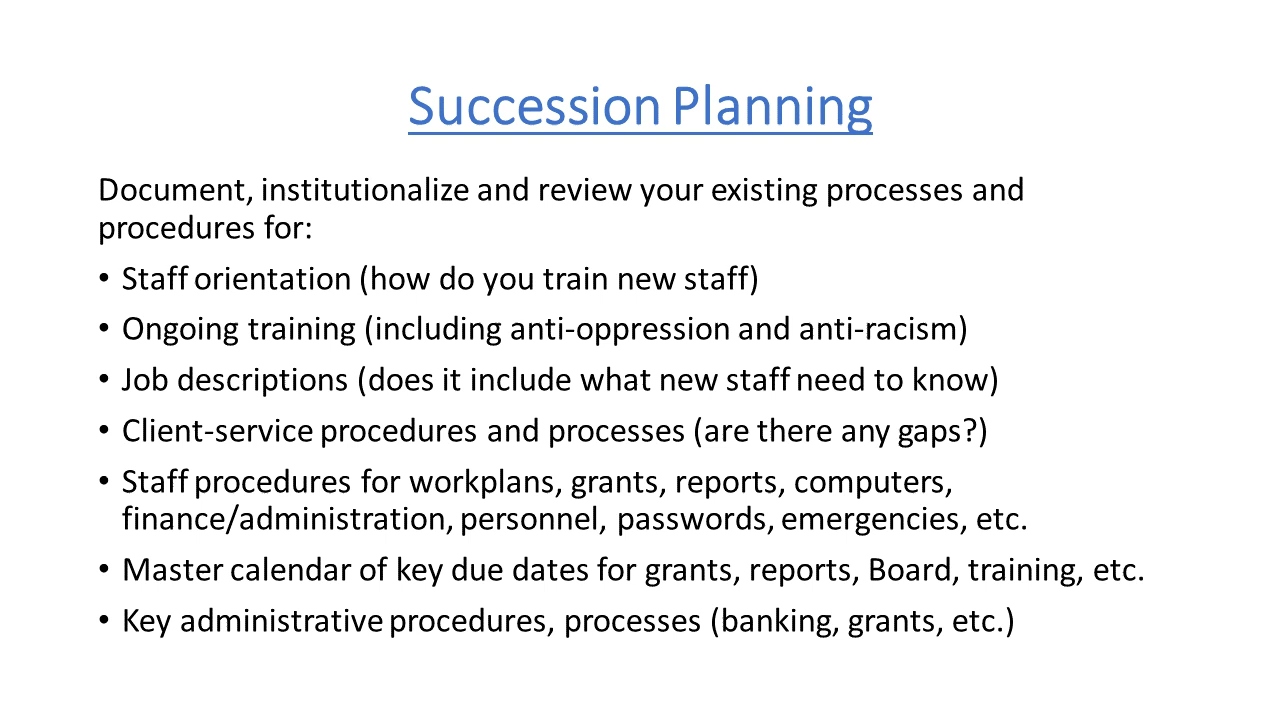 Succession Planning
Document, institutionalize and review your existing processes and
procedures for:
• Staff orientation (how do you train new staff)
• Ongoing training (including anti-oppression and anti-racism)
• Job descriptions (does it include what new staff need to know)
• Client-service procedures and processes (are there any gaps?)
• Staff procedures for workplans, grants, reports, computers,
finance/administration, personnel, passwords, emergencies, etc.
• Master calendar of key due dates for grants, reports, Board, training, etc.
• Key administrative procedures, processes (banking, grants, etc.)